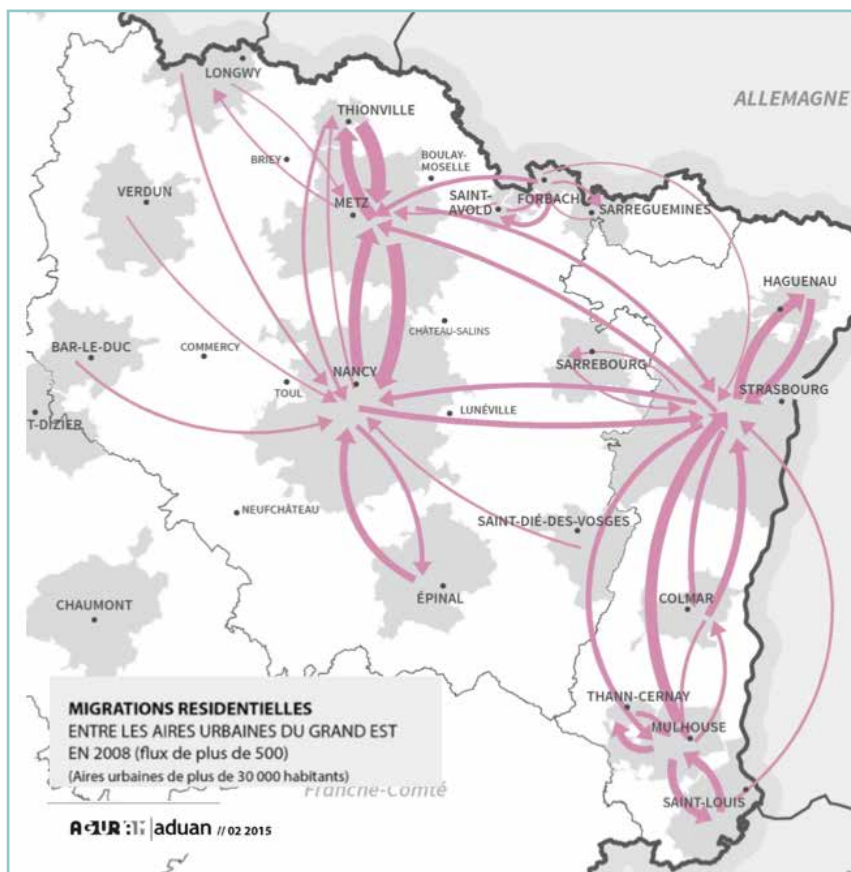 LONGWY
THIONVILLE
ALLEMAGNE
BRIEY
BOULAY-
MOSELLE
VERDUN
METZ
SAINT-
AVOLD
FORBACH
SARREGUEMINES
HAGUENAU
CHÂTEAU-SALINS
BAR-LE-DUC
COMMERCY
SARREBOURG
NANCY
TOUL
LUNÉVILLE
STRASBOURG
T-DIZIER
NEUFCHÂTEAU
SAINT-DIÉ-DES-VOSGES
CHAUMONT
ÉPINAL
COLMAR
THANN-CERNAY
MULHOUSE
SAINT-LOUIS
MIGRATIONS RESIDENTIELLES
ENTRE LES AIRES URBAINES DU GRAND EST
EN 2008 (flux de plus de 500)
(Aires urbaines de plus de 30 000 habitants)
Franche-Comté
aduan // 02 2015